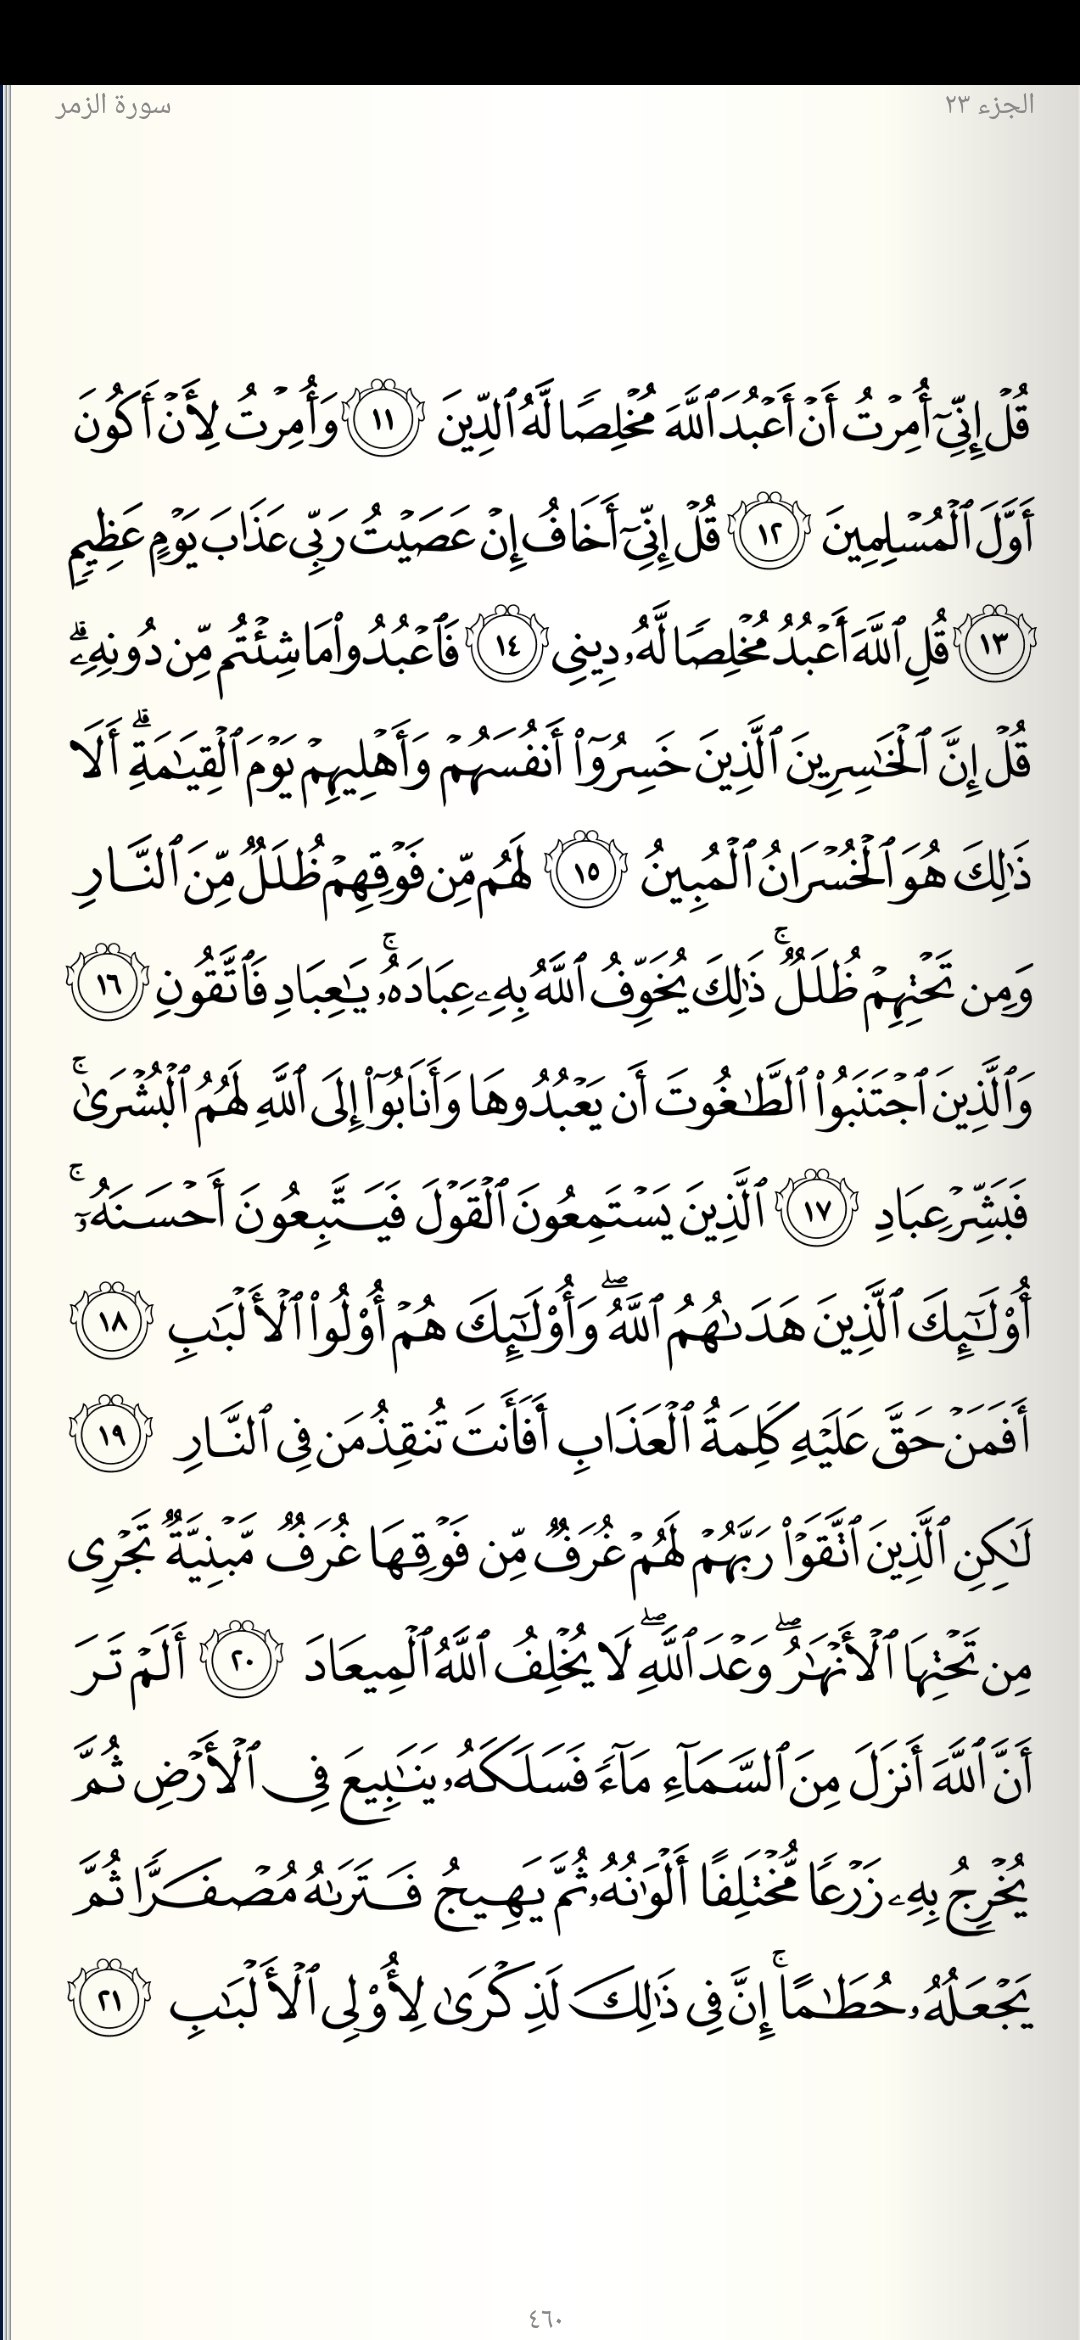 الجزء ٢٣
سورة الزمر
قُلۡ إِنِّيٓ أُمِرۡتُ أَنۡ أَعۡبُدَ ٱللَّهَ مُخۡلِصٗا لَّهُ ٱلدِّينَ ١١ وَأُمِرۡتُ لِأَنۡ أَكُونَ
أَوَّلَ ٱلۡمُسۡلِمِينَ ١٢ قُلۡ إِنِّيٓ أَخَافُ إِنۡ عَصَيۡتُ رَبِّي عَذَابَ يَوۡمٍ عَظِيمٖ
١٣ قُلِ ٱللَّهَ أَعۡبُدُ مُخۡلِصٗا لَّهُۥ دِينِي ١٤ فَٱعۡبُدُواْ مَا شِئۡتُم مِّن دُونِهِۦۗ
قُلۡ إِنَّ ٱلۡخَٰسِرِينَ ٱلَّذِينَ خَسِرُوٓاْ أَنفُسَهُمۡ وَأَهۡلِيهِمۡ يَوۡمَ ٱلۡقِيَٰمَةِۗ أَلَا
ذَٰلِكَ هُوَ ٱلۡخُسۡرَانُ ٱلۡمُبِينُ ١٥ لَهُم مِّن فَوۡقِهِمۡ ظُلَلٞ مِّنَ ٱلنَّارِ
وَمِن تَحۡتِهِمۡ ظُلَلٞۚ ذَٰلِكَ يُخَوِّفُ ٱللَّهُ بِهِۦ عِبَادَهُۥۚ يَٰعِبَادِ فَٱتَّقُونِ ١٦
وَٱلَّذِينَ ٱجۡتَنَبُواْ ٱلطَّٰغُوتَ أَن يَعۡبُدُوهَا وَأَنَابُوٓاْ إِلَى ٱللَّهِ لَهُمُ ٱلۡبُشۡرَىٰۚ
فَبَشِّرۡ عِبَادِ ١٧ ٱلَّذِينَ يَسۡتَمِعُونَ ٱلۡقَوۡلَ فَيَتَّبِعُونَ أَحۡسَنَهُۥٓۚ
أُوْلَٰٓئِكَ ٱلَّذِينَ هَدَىٰهُمُ ٱللَّهُۖ وَأُوْلَٰٓئِكَ هُمۡ أُوْلُواْ ٱلۡأَلۡبَٰبِ ١٨
أَفَمَنۡ حَقَّ عَلَيۡهِ كَلِمَةُ ٱلۡعَذَابِ أَفَأَنتَ تُنقِذُ مَن فِي ٱلنَّارِ ١٩
لَٰكِنِ ٱلَّذِينَ ٱتَّقَوۡاْ رَبَّهُمۡ لَهُمۡ غُرَفٞ مِّن فَوۡقِهَا غُرَفٞ مَّبۡنِيَّةٞ تَجۡرِي
مِن تَحۡتِهَا ٱلۡأَنۡهَٰرُۖ وَعۡدَ ٱللَّهِۖ لَا يُخۡلِفُ ٱللَّهُ ٱلۡمِيعَادَ ٢٠ أَلَمۡ تَرَ
أَنَّ ٱللَّهَ أَنزَلَ مِنَ ٱلسَّمَآءِ مَآءٗ فَسَلَكَهُۥ يَنَٰبِيعَ فِي ٱلۡأَرۡضِ ثُمَّ
يُخۡرِجُ بِهِۦ زَرۡعٗا مُّخۡتَلِفًا أَلۡوَٰنُهُۥ ثُمَّ يَهِيجُ فَتَرَىٰهُ مُصۡفَرّٗا ثُمَّ
يَجۡعَلُهُۥ حُطَٰمًاۚ إِنَّ فِي ذَٰلِكَ لَذِكۡرَىٰ لِأُوْلِي ٱلۡأَلۡبَٰبِ ٢١
٤٦٠